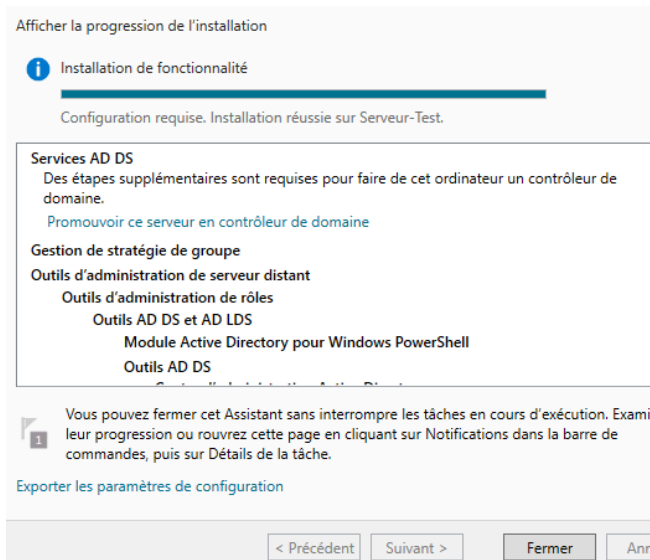 Afficher la progression de l'installation
Installation de fonctionnalité
Configuration requise. Installation réussie sur Serveur-Test.
Services AD DS
Des étapes supplémentaires sont requises pour faire de cet ordinateur un contrôleur de
domaine.
Promouvoir ce serveur en contrôleur de domaine
Gestion de stratégie de groupe
Outils d'administration de serveur distant
Outils d'administration de rôles
Outils AD DS et AD LDS
Module Active Directory pour Windows PowerShell
Outils AD DS
Vous pouvez fermer cet Assistant sans interrompre les tâches en cours d'exécution. Exami
1
leur progression ou rouvrez cette page en cliquant sur Notifications dans la barre de
commandes, puis sur Détails de la tâche.
Exporter les paramètres de configuration
< Précédent Suivant > Fermer Ann